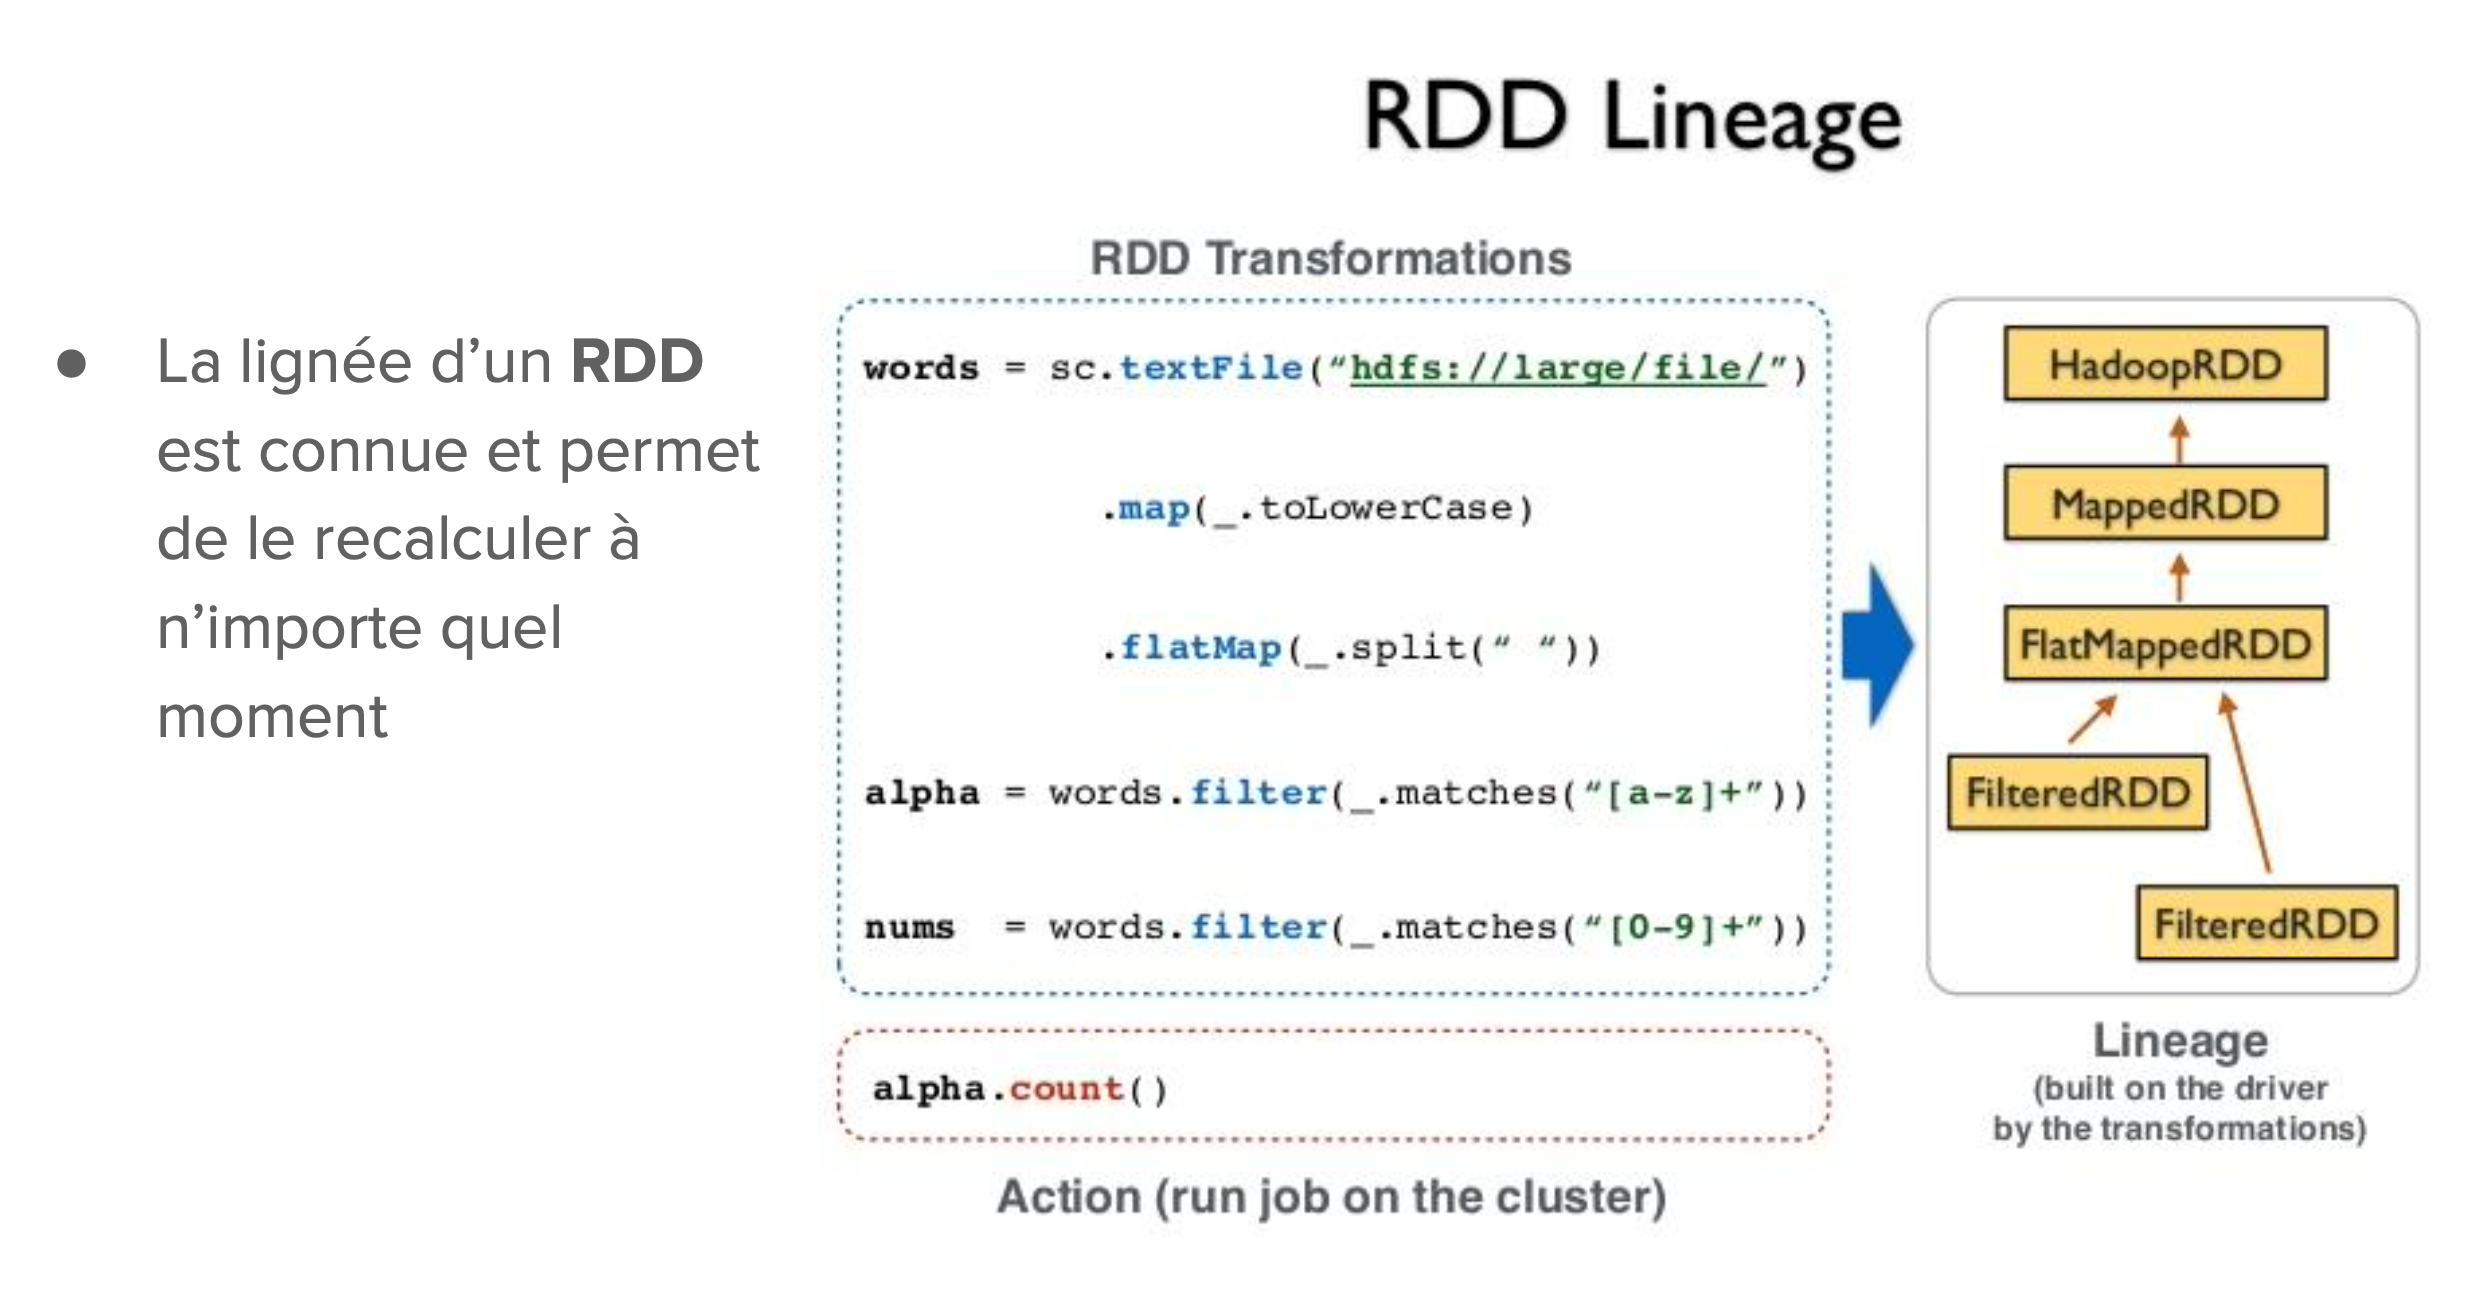 RDD Lineage
● La lignée d’un RDD
est connue et permet
de le recalculer à
n’importe quel
moment
RDD Transformations
words = sc.textFile(“hdfs://large/file/”)
.map(_.toLowerCase)
.flatMap(_.split(“ “))
alpha = words.filter(_.matches(“[a-z]+”))
nums = words.filter(_.matches(“[0-9]+”))
alpha.count()
Action (run job on the cluster)
HadoopRDD
MappedRDD
FlatMappedRDD
FilteredRDD
FilteredRDD
Lineage
(built on the driver
by the transformations)